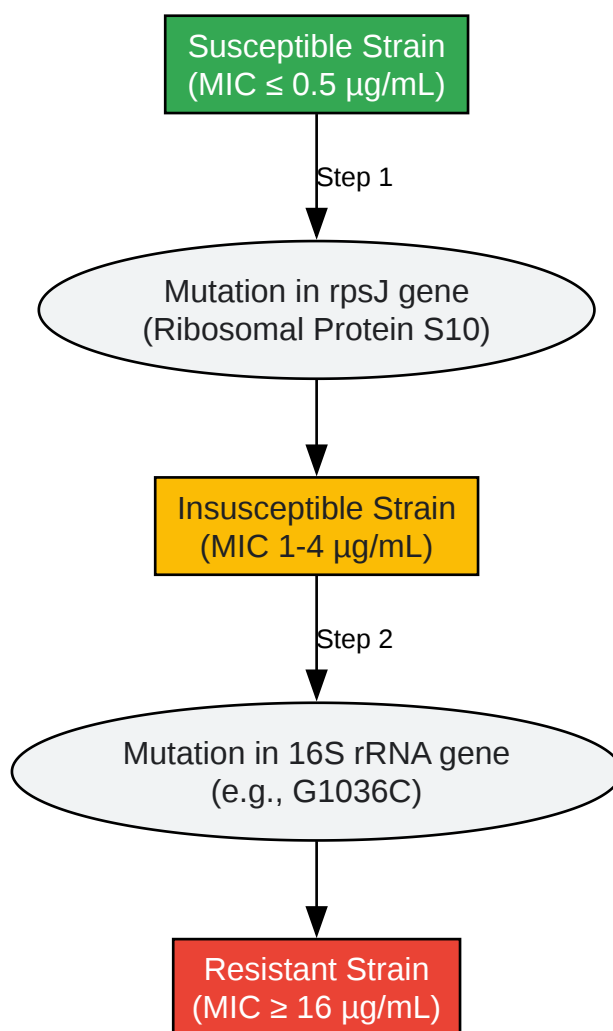 Susceptible Strain
(MIC ≤ 0.5 µg/mL)
Step 1
Mutation in rpsJ gene
(Ribosomal Protein S10)
Insusceptible Strain
(MIC 1-4 µg/mL)
Step 2
Mutation in 16S rRNA gene
(e.g., G1036C)
Resistant Strain
(MIC ≥ 16 µg/mL)